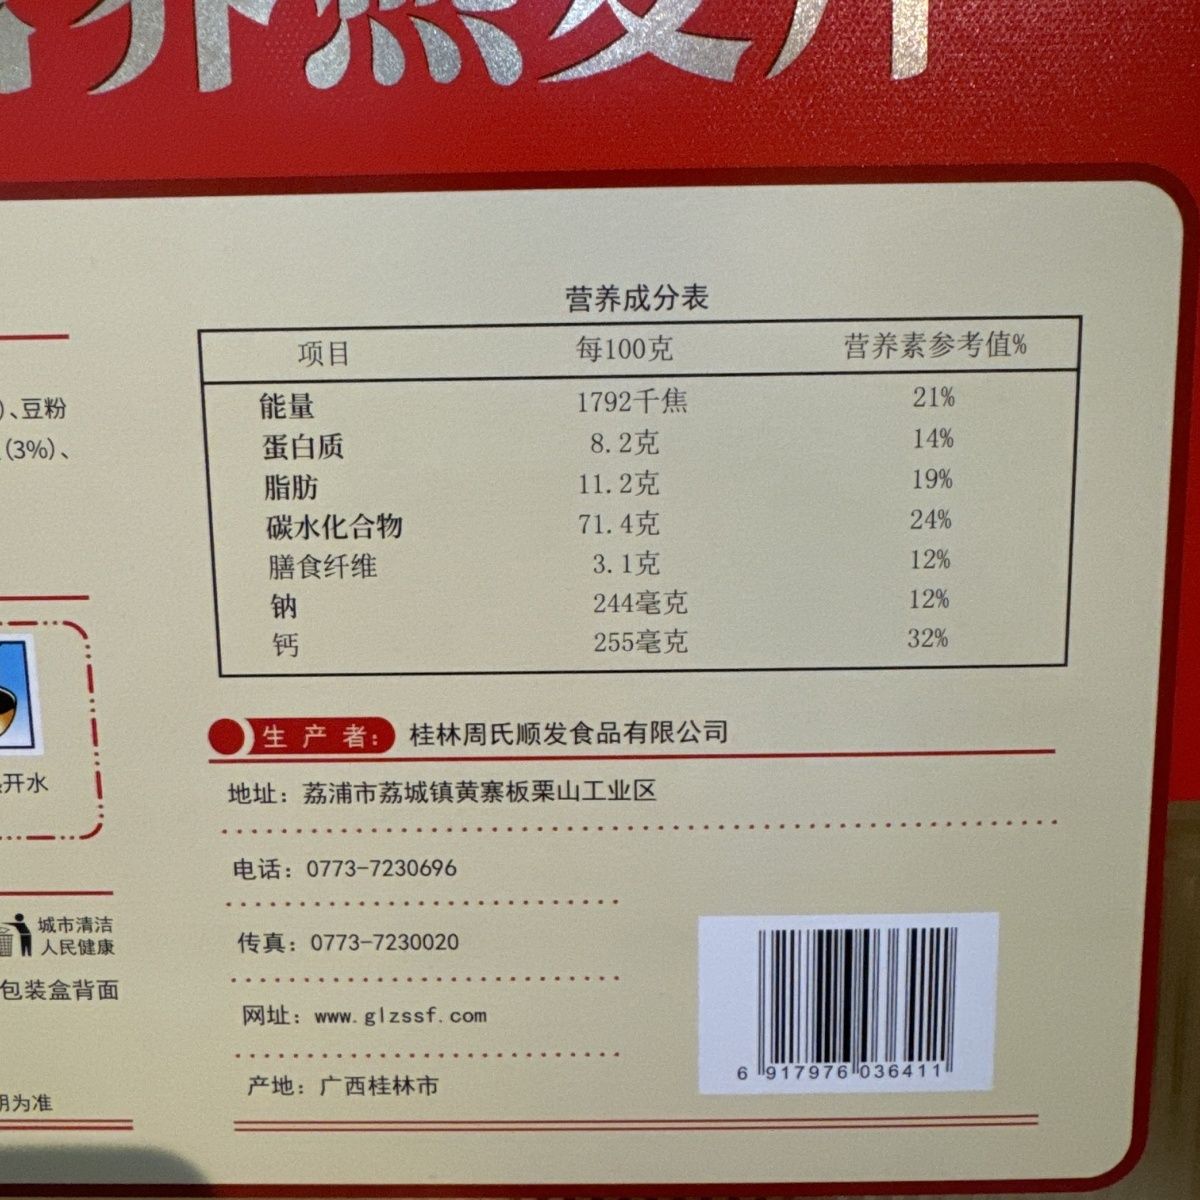 营养燕麦片
营养成分表
项目 每100克 营养素参考值%
能量 1792千焦 21%
蛋白质 8.2克 14%
脂肪 11.2克 19%
碳水化合物 71.4克 24%
膳食纤维 3.1克 12%
钠 244毫克 12%
钙 255毫克 32%
)、豆粉
(3%)、
开水
城市清洁
人民健康
包装盒背面
明为准
生产者: 桂林周氏顺发食品有限公司
地址: 荔浦市荔城镇黄寨板栗山工业区
电话: 0773-7230696
传真: 0773-7230020
网址: www.glzssf.com
产地: 广西桂林市
6 917976 036411